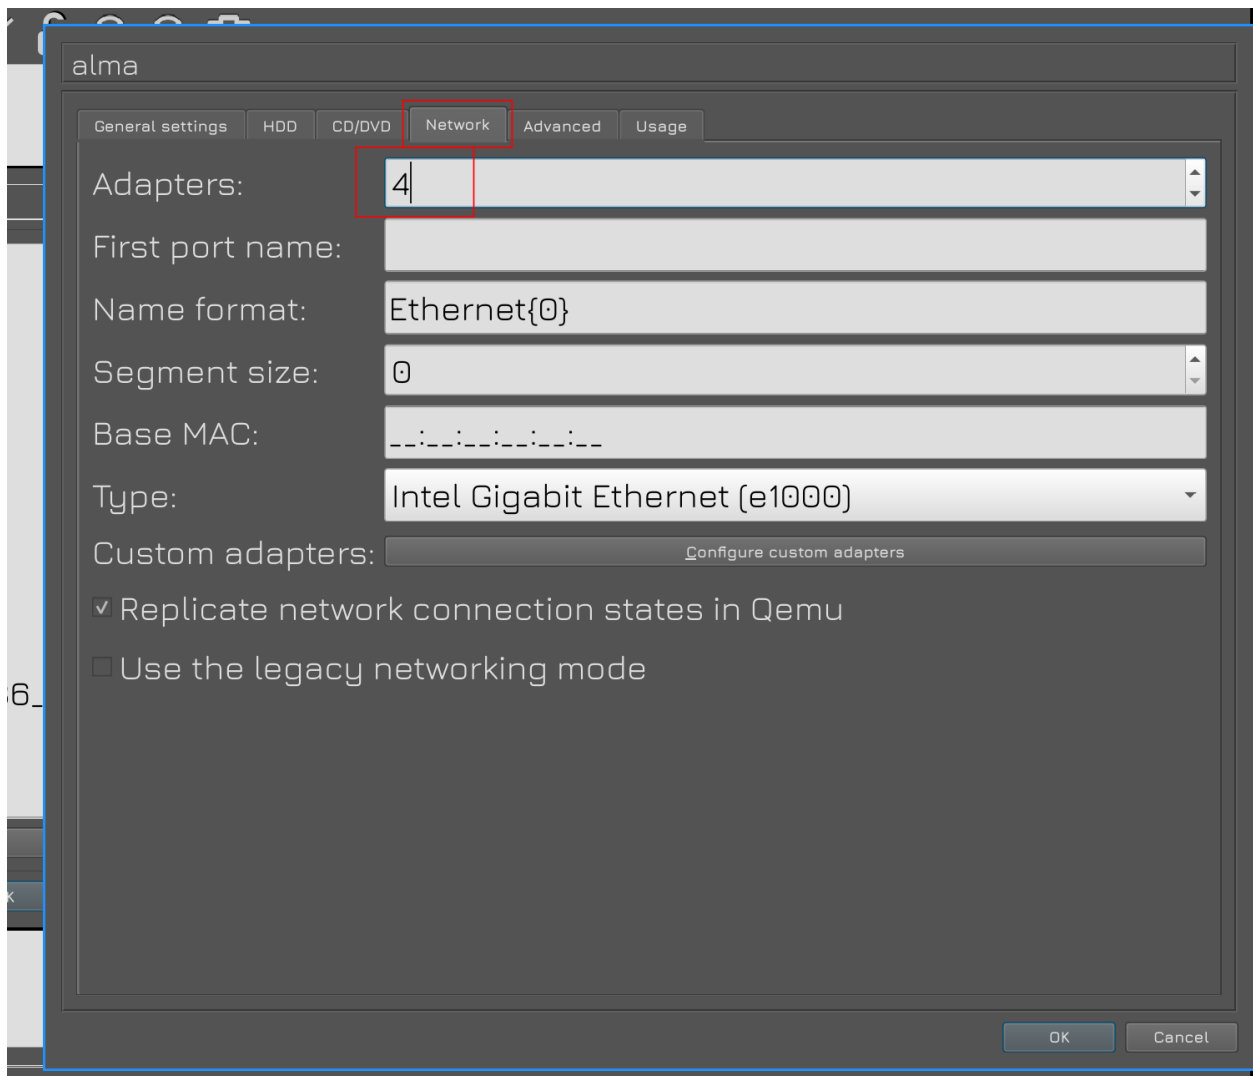 alma
General settings HDD CD/DVD Network Advanced Usage
Adapters: 4
First port name:
Name format: Ethernet{0}
Segment size: 0
Base MAC: __:__:__:__:__:__
Type: Intel Gigabit Ethernet (e1000)
Custom adapters: Configure custom adapters
Replicate network connection states in Qemu
Use the legacy networking mode
OK Cancel